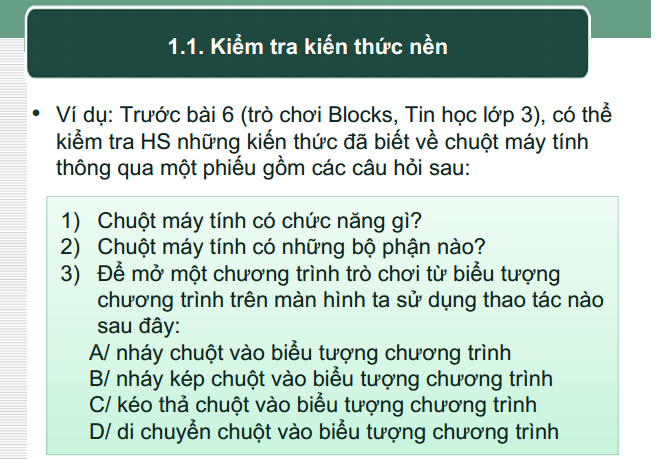 1.1. Kiểm tra kiến thức nền
• Ví dụ: Trước bài 6 (trò chơi Blocks, Tin học lớp 3), có thể
kiểm tra HS những kiến thức đã biết về chuột máy tính
thông qua một phiếu gồm các câu hỏi sau:
1) Chuột máy tính có chức năng gì?
2) Chuột máy tính có những bộ phận nào?
3) Để mở một chương trình trò chơi từ biểu tượng
chương trình trên màn hình ta sử dụng thao tác nào
sau đây:
A/ nháy chuột vào biểu tượng chương trình
B/ nháy kép chuột vào biểu tượng chương trình
C/ kéo thả chuột vào biểu tượng chương trình
D/ di chuyển chuột vào biểu tượng chương trình